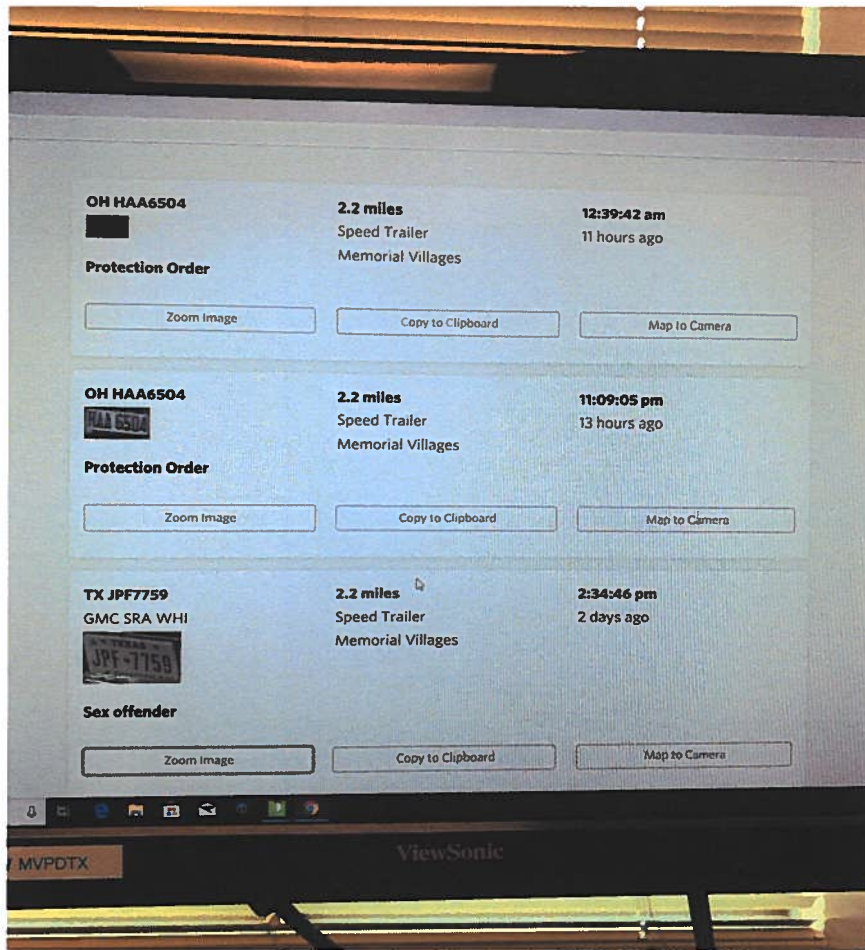 OH HAA6504
2.2 miles
12:39:42 am
Speed Trailer
11 hours ago
Memorial Villages
Protection Order
Zoom Image
Copy to Clipboard
Map to Camera
OH HAA6504
2.2 miles
11:09:05 pm
HAA 6504
Speed Trailer
13 hours ago
Memorial Villages
Protection Order
Zoom Image
Copy to Clipboard
Map to Camera
TX JPF7759
2.2 miles
2:34:46 pm
GMC SRA WHI
Speed Trailer
2 days ago
TEXAS
JPF-7759
Memorial Villages
Sex offender
Zoom Image
Copy to Clipboard
Map to Camera
ViewSonic
MVPDTX